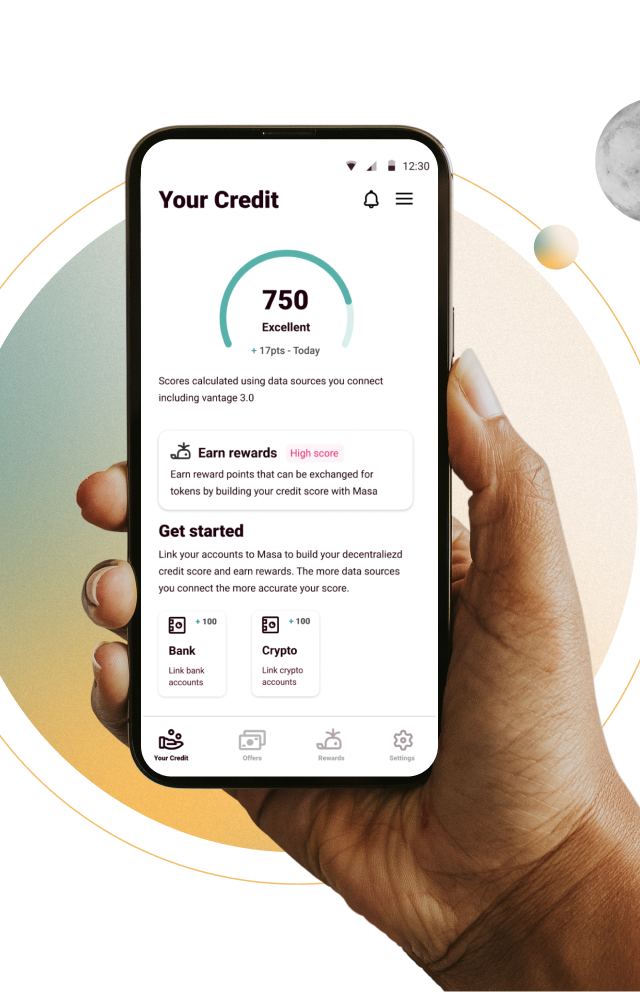 12:30
Your Credit
750
Excellent
+ 17pts - Today
Scores calculated using data sources you connect
including vantage 3.0
Earn rewards High score
Earn reward points that can be exchanged for
tokens by building your credit score with Masa
Get started
Link your accounts to Masa to build your decentraliezd
credit score and earn rewards. The more data sources
you connect the more accurate your score.
+ 100 + 100
Bank Crypto
Link bank Link crypto
accounts accounts
Your Credit Offers Rewards Settings